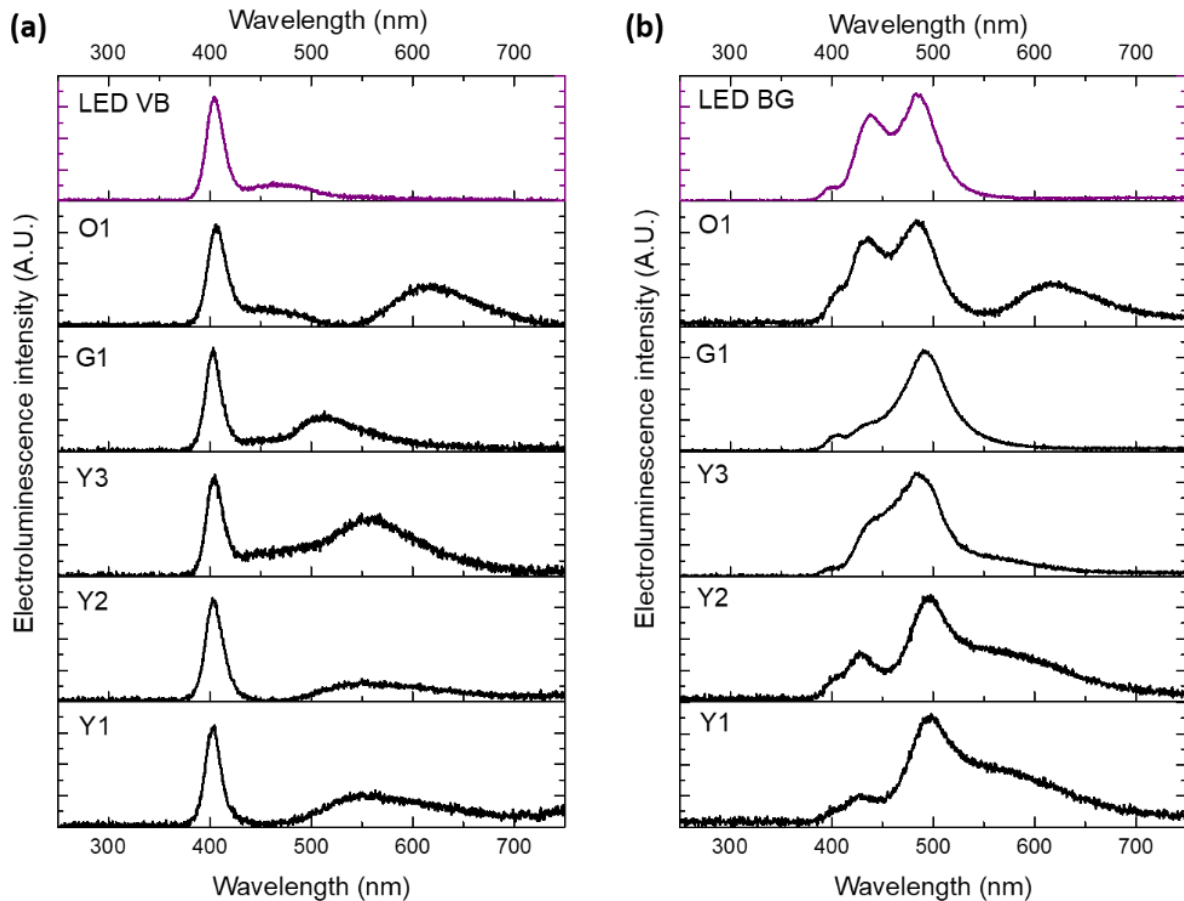 (a)
Wavelength (nm)
300 400 500 600 700
LED VB
O1
G1
Y3
Y2
Y1
Electroluminescence intensity (A.U.)
300 400 500 600 700
Wavelength (nm)
(b)
Wavelength (nm)
300 400 500 600 700
LED BG
O1
G1
Y3
Y2
Y1
Electroluminescence intensity (A.U.)
300 400 500 600 700
Wavelength (nm)